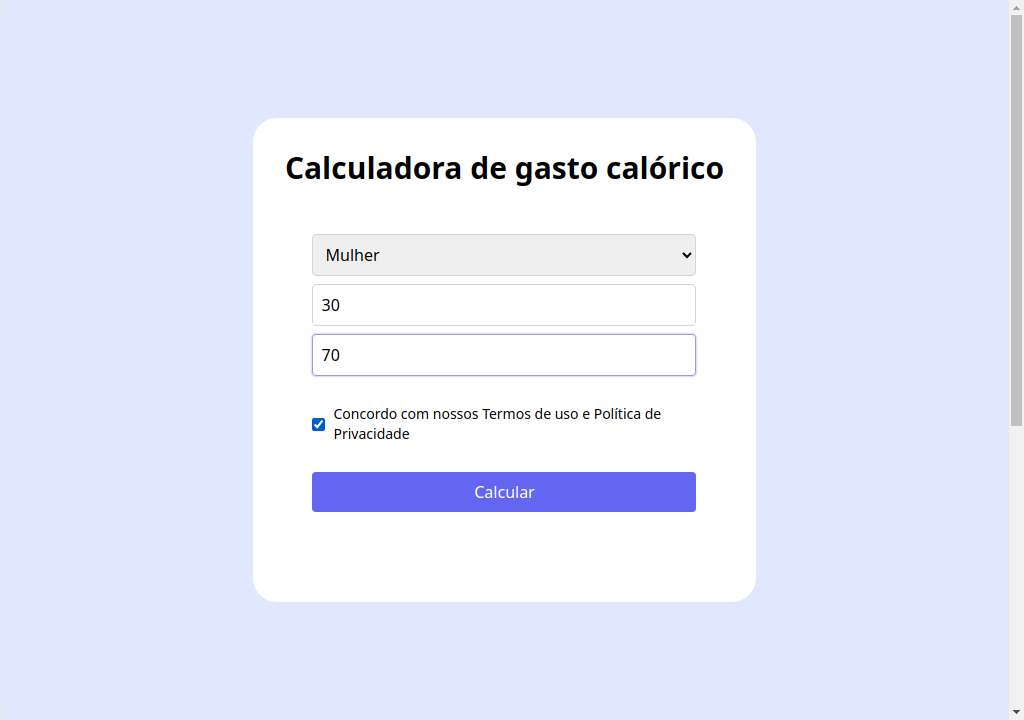 Calculadora de gasto calórico
Mulher
30
70
Concordo com nossos Termos de uso e Política de
Privacidade
Calcular